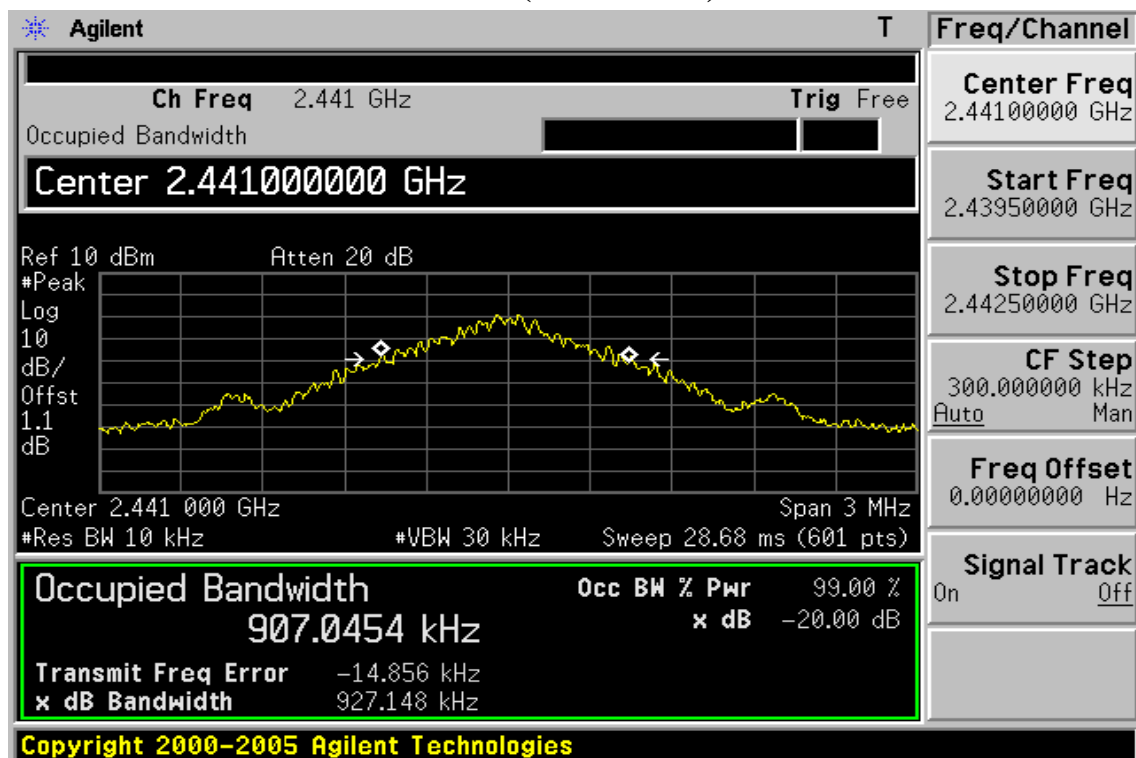 Agilent T
Ch Freq 2.441 GHz Trig Free
Occupied Bandwidth
Center 2.441000000 GHz
Ref 10 dBm Atten 20 dB
#Peak
Log
10
dB/
Offst
1.1
dB
Center 2.441 000 GHz Span 3 MHz
#Res BW 10 kHz #VBW 30 kHz Sweep 28.68 ms (601 pts)
Occupied Bandwidth
907.0454 kHz
Occ BW % Pwr 99.00 %
x dB -20.00 dB
Transmit Freq Error -14.856 kHz
x dB Bandwidth 927.148 kHz
Copyright 2000-2005 Agilent Technologies
Freq/Channel
Center Freq
2.44100000 GHz
Start Freq
2.43950000 GHz
Stop Freq
2.44250000 GHz
CF Step
300.000000 kHz
Auto Man
Freq Offset
0.00000000 Hz
Signal Track
On Off